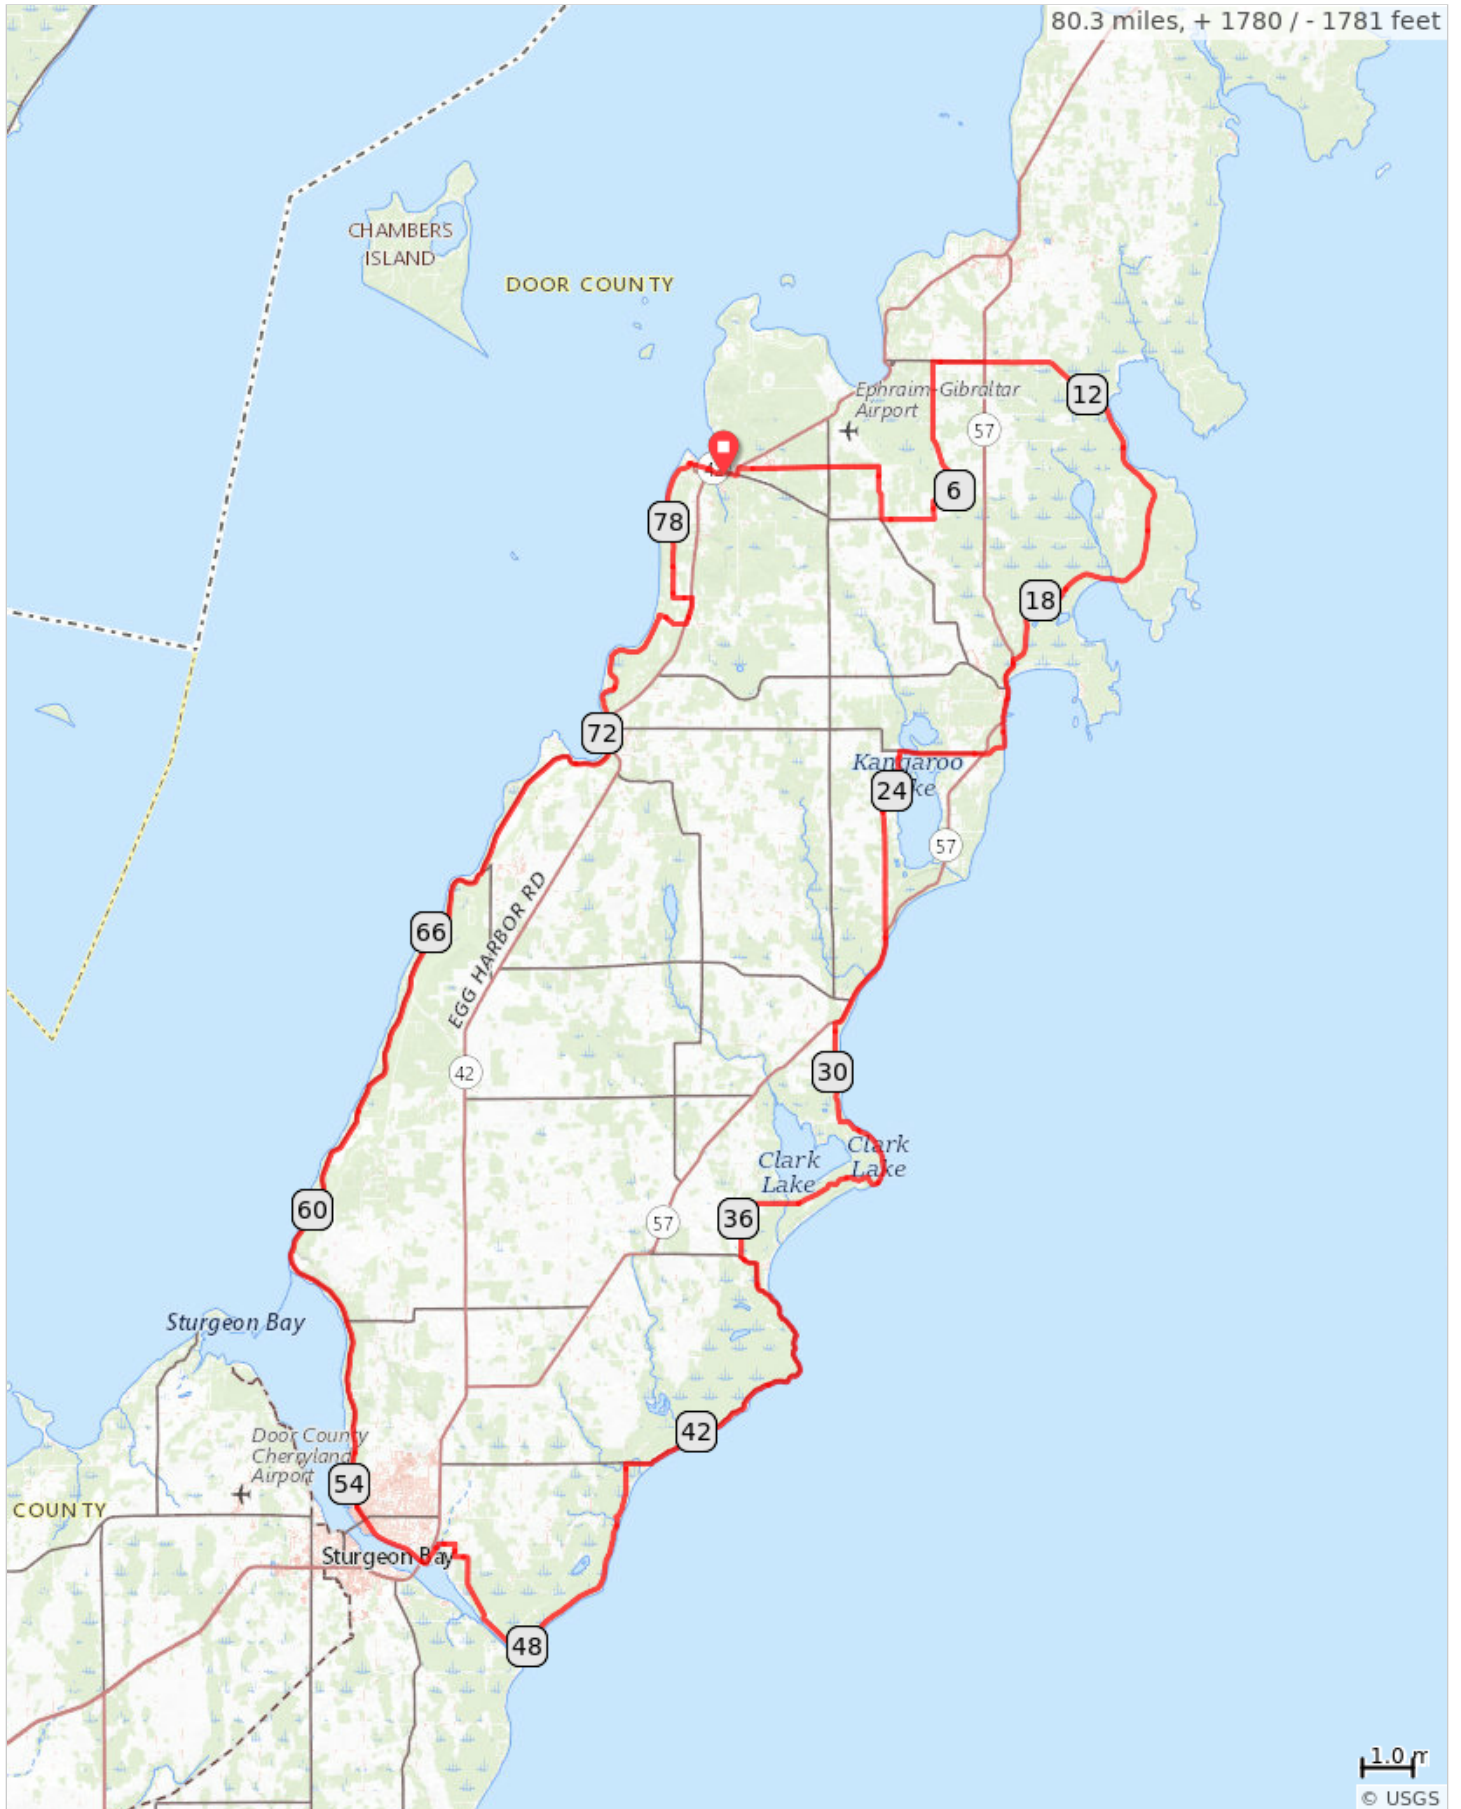 80.3 miles, + 1780 / - 1781 feet
CHAMBERS
ISLAND
DOOR COUNTY
Ephraim-Gibraltar
Airport
12
57
6
78
18
72
Kangaroo
24
57
66
EGG HARBOR RD
42
30
Clark
Lake
Clark
Lake
60
36
57
Sturgeon Bay
42
Door County
Cherryland
Airport
54
COUNTY
Sturgeon Bay
48
1.0
© USGS